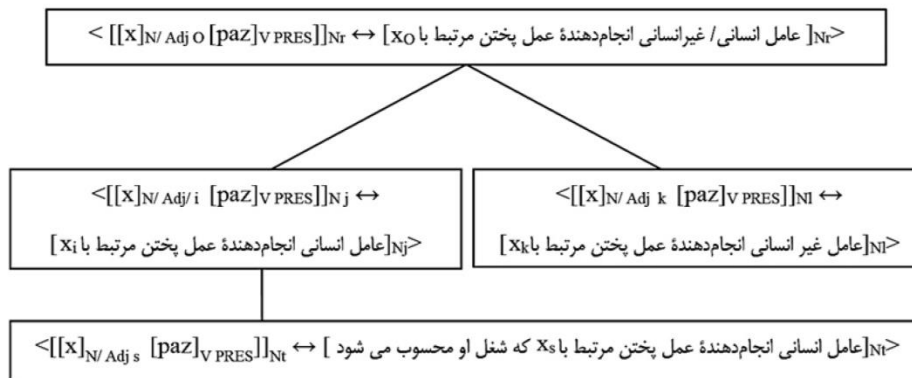 < [[x]N/ Adj O [paz]V PRES]]Nr ↔ [عامل انسانی/ غیرانسانی انجام‌دهندهٔ عمل پختن مرتبط با xO ]Nr>
<[[x]N/ Adj/ i [paz]V PRES]]N j ↔
[عامل انسانی انجام‌دهندهٔ عمل پختن مرتبط با xi]Nj>
<[[x]N/ Adj k [paz]V PRES]]Nl ↔
[عامل غیر انسانی انجام‌دهندهٔ عمل پختن مرتبط با xk]Nl>
<[[x]N/ Adj s [paz]V PRES]]Nt ↔ [عامل انسانی انجام‌دهندهٔ عمل پختن مرتبط با xs که شغل او محسوب می شود ]Nt>